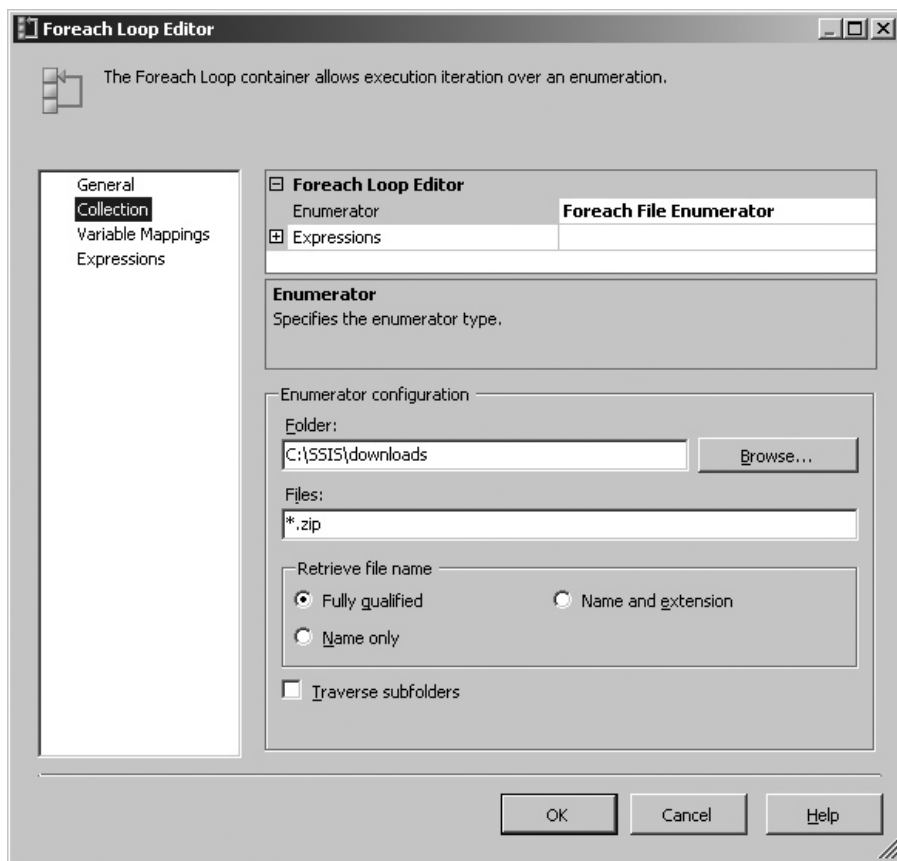 Foreach Loop Editor
The Foreach Loop container allows execution iteration over an enumeration.
General
Collection
Variable Mappings
Expressions
Foreach Loop Editor
Enumerator Foreach File Enumerator
Expressions
Enumerator
Specifies the enumerator type.
Enumerator configuration
Folder:
C:\SSIS\downloads Browse...
Files:
*.zip
Retrieve file name
Fully qualified Name and extension
Name only
Traverse subfolders
OK Cancel Help